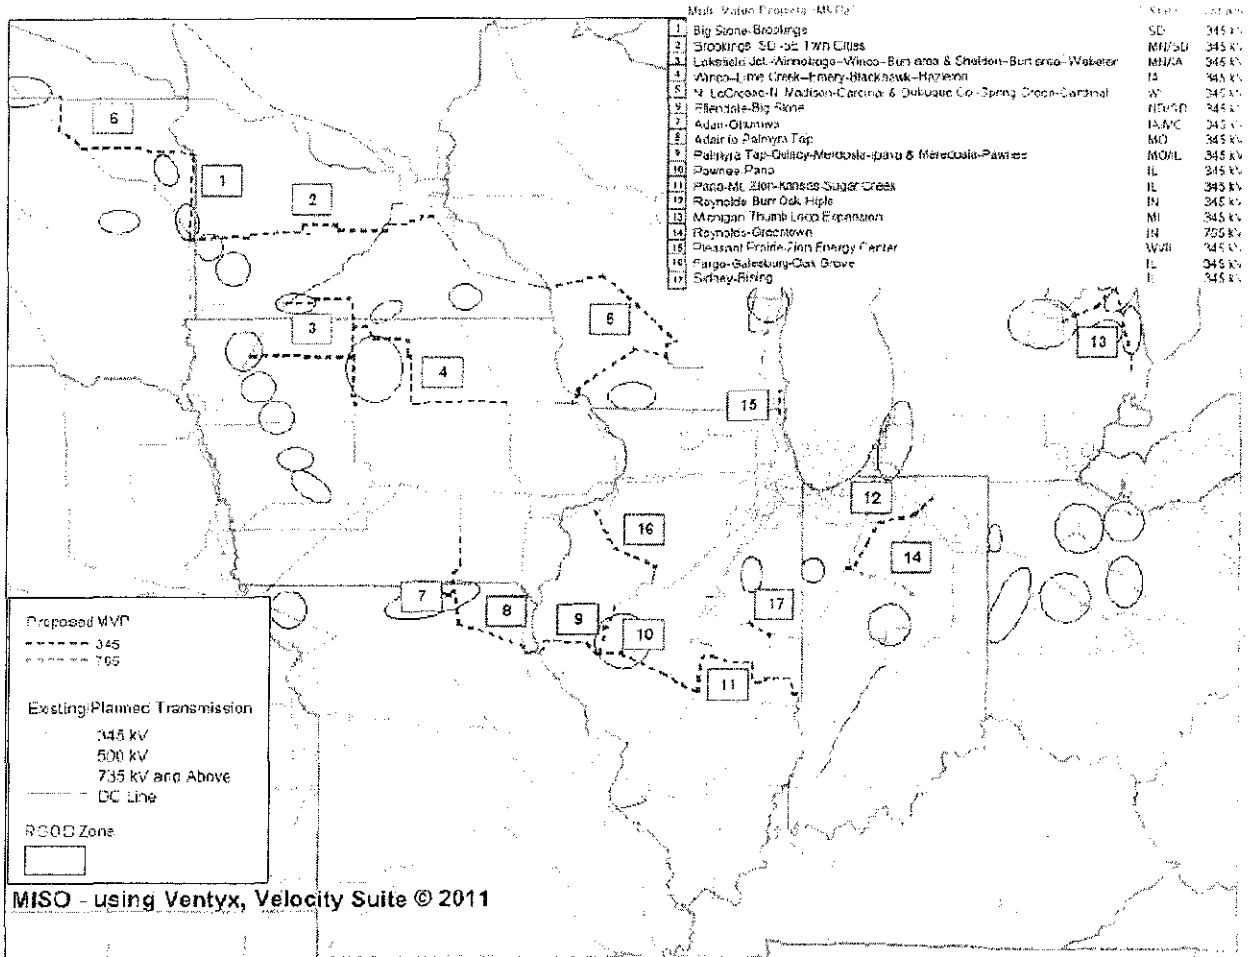 Multi Value Projects (MVPs) State
1 Big Stone-Brookings SD 345 kV
2 Brookings, SD -SE Twin Cities MN/SD 345 kV
3 Lakefield Jct.-Winnebago-Winco-Burt area & Sheldon-Burt area-Webster MN/IA 345 kV
4 Winco-Lime Creek-Emery-Blackhawk-Hazleton IA 345 kV
5 N. LaCrosse-N. Madison-Cardinal & Dubuque Co-Spring Green-Cardinal WI 345 kV
Ellendale-Big Stone ND/SD 345 kV
7 Adair-Ottumwa IA/MO 345 kV
8 Adair to Palmyra Tap MO 345 kV
9 Palmyra Tap-Quincy-Meredosia-Ipava & Meredosia-Pawnee MO/IL 345 kV
10 Pawnee-Pana IL 345 kV
11 Pana-Mt. Zion-Kansas-Sugar Creek IL 345 kV
12 Reynolds-Burr Oak-Hiple IN 345 kV
13 Michigan Thumb Loop Expansion MI 345 kV
14 Reynolds-Greentown IN 765 kV
15 Pleasant Prairie-Zion Energy Center WI/IL 345 kV
16 Fargo-Galesburg-Oak Grove IL 345 kV
17 Sidney-Rising IL 345 kV
6
1
2
3
4
5
13
15
12
16
14
7
8
9
10
17
11
Proposed MVP
345
765
Existing/Planned Transmission
345 kV
500 kV
735 kV and Above
DC Line
RGOS Zone
MISO - using Ventyx, Velocity Suite © 2011